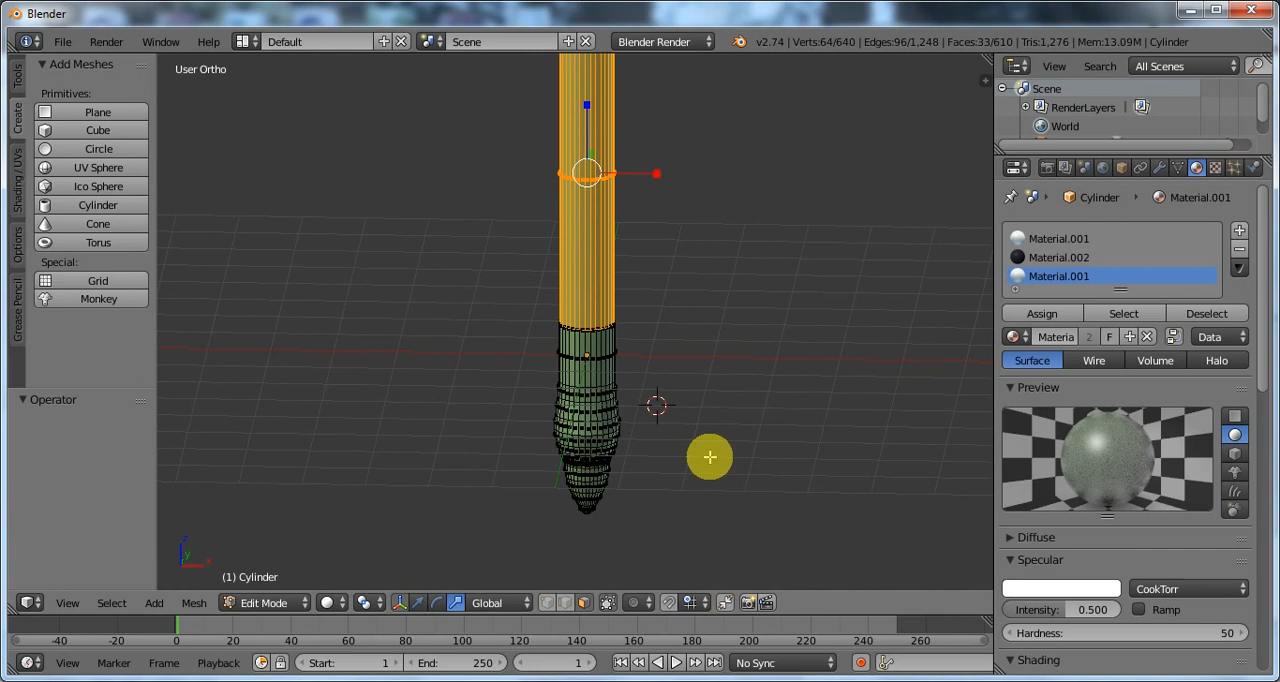 Blender
File Render Window Help Default Scene Blender Render v2.74 | Verts:64/640 | Edges:96/1,248 | Faces:33/610 | Tris:1,276 | Mem:13.09M | Cylinder
Tools
Create
Shading / UVs
Options
Grease Pencil
Add Meshes
Primitives:
Plane
Cube
Circle
UV Sphere
Ico Sphere
Cylinder
Cone
Torus
Special:
Grid
Monkey
Operator
User Ortho
z
y
x
(1) Cylinder
View Select Add Mesh Edit Mode Global
-40 -20 0 20 40 60 80 100 120 140 160 180 200 220 240 260
View Marker Frame Playback Start: 1 End: 250 1 No Sync
View Search All Scenes
Scene
RenderLayers
World
Cylinder Material.001
Material.001
Material.002
Material.001
Assign Select Deselect
Materia 2 F Data
Surface Wire Volume Halo
Preview
Diffuse
Specular
CookTorr
Intensity: 0.500 Ramp
Hardness: 50
Shading